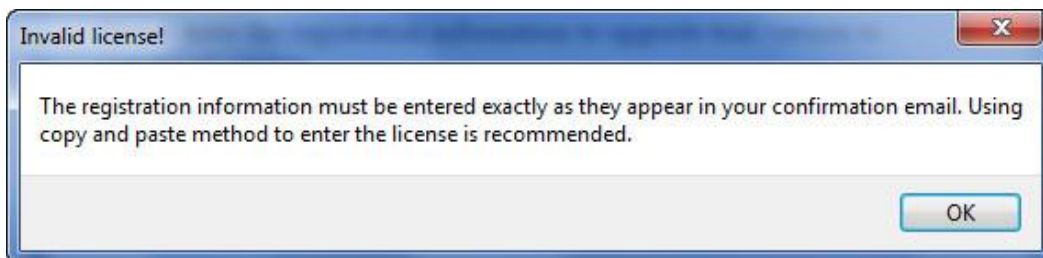 Invalid license!
The registration information must be entered exactly as they appear in your confirmation email. Using
copy and paste method to enter the license is recommended.
OK